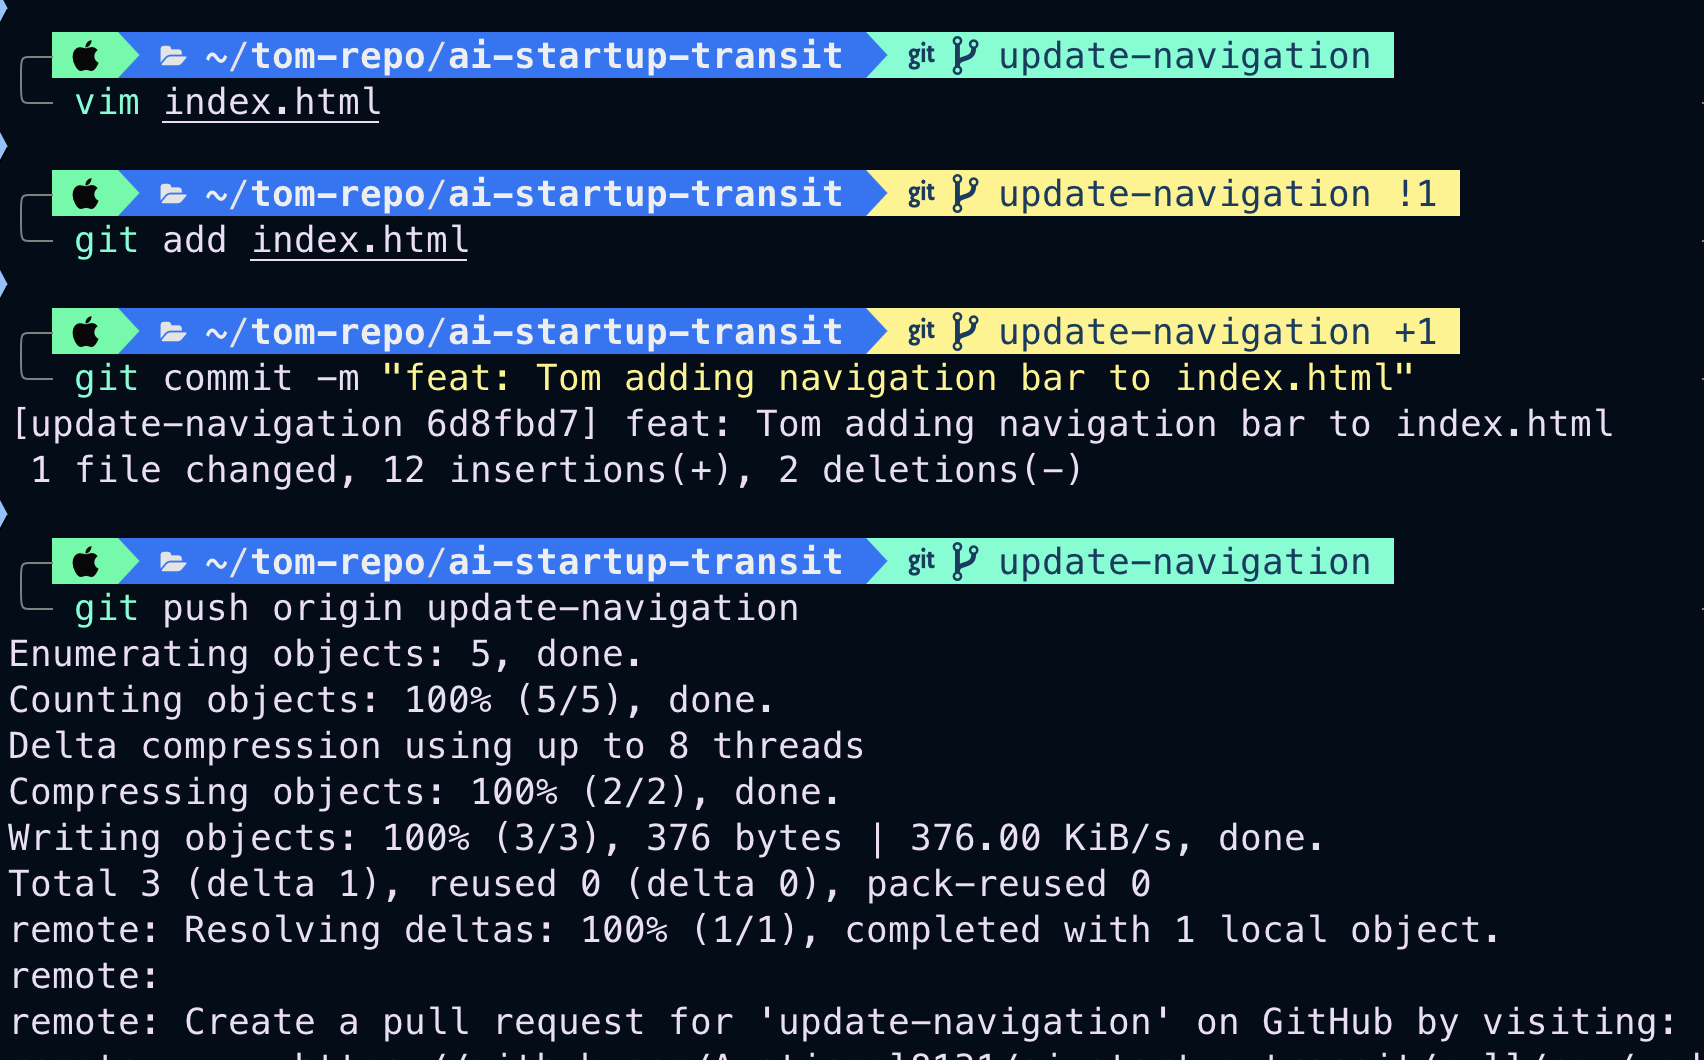 ~/tom-repo/ai-startup-transit git update-navigation
vim index.html
~/tom-repo/ai-startup-transit git update-navigation !1
git add index.html
~/tom-repo/ai-startup-transit git update-navigation +1
git commit -m "feat: Tom adding navigation bar to index.html"
[update-navigation 6d8fbd7] feat: Tom adding navigation bar to index.html
1 file changed, 12 insertions(+), 2 deletions(-)
~/tom-repo/ai-startup-transit git update-navigation
git push origin update-navigation
Enumerating objects: 5, done.
Counting objects: 100% (5/5), done.
Delta compression using up to 8 threads
Compressing objects: 100% (2/2), done.
Writing objects: 100% (3/3), 376 bytes | 376.00 KiB/s, done.
Total 3 (delta 1), reused 0 (delta 0), pack-reused 0
remote: Resolving deltas: 100% (1/1), completed with 1 local object.
remote:
remote: Create a pull request for 'update-navigation' on GitHub by visiting: